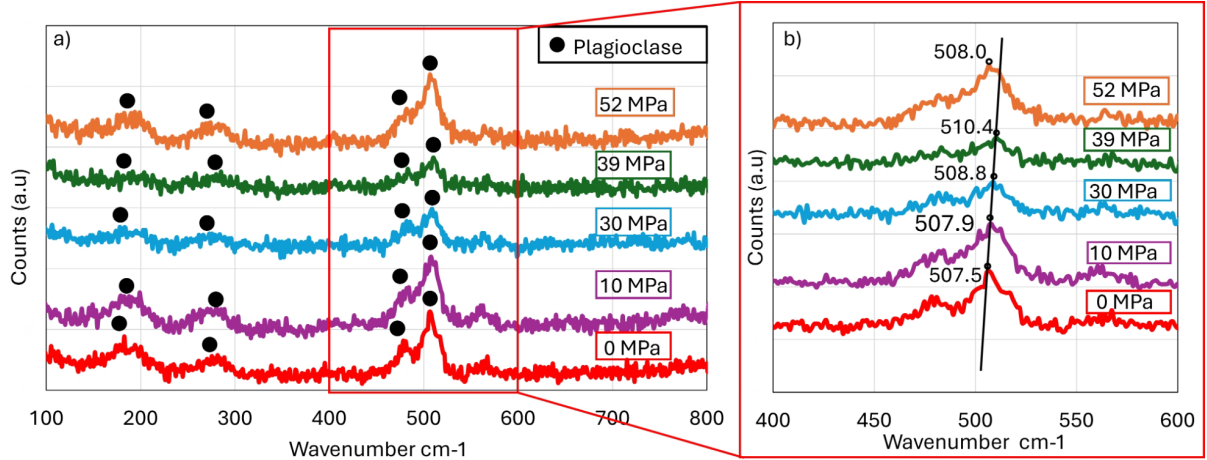 a)
Plagioclase
52 MPa
39 MPa
30 MPa
10 MPa
0 MPa
Counts (a.u)
100 200 300 400 500 600 700 800
Wavenumber cm-1
b)
508.0
52 MPa
510.4
39 MPa
508.8
30 MPa
507.9
10 MPa
507.5
0 MPa
Counts (a.u)
400 450 500 550 600
Wavenumber cm-1